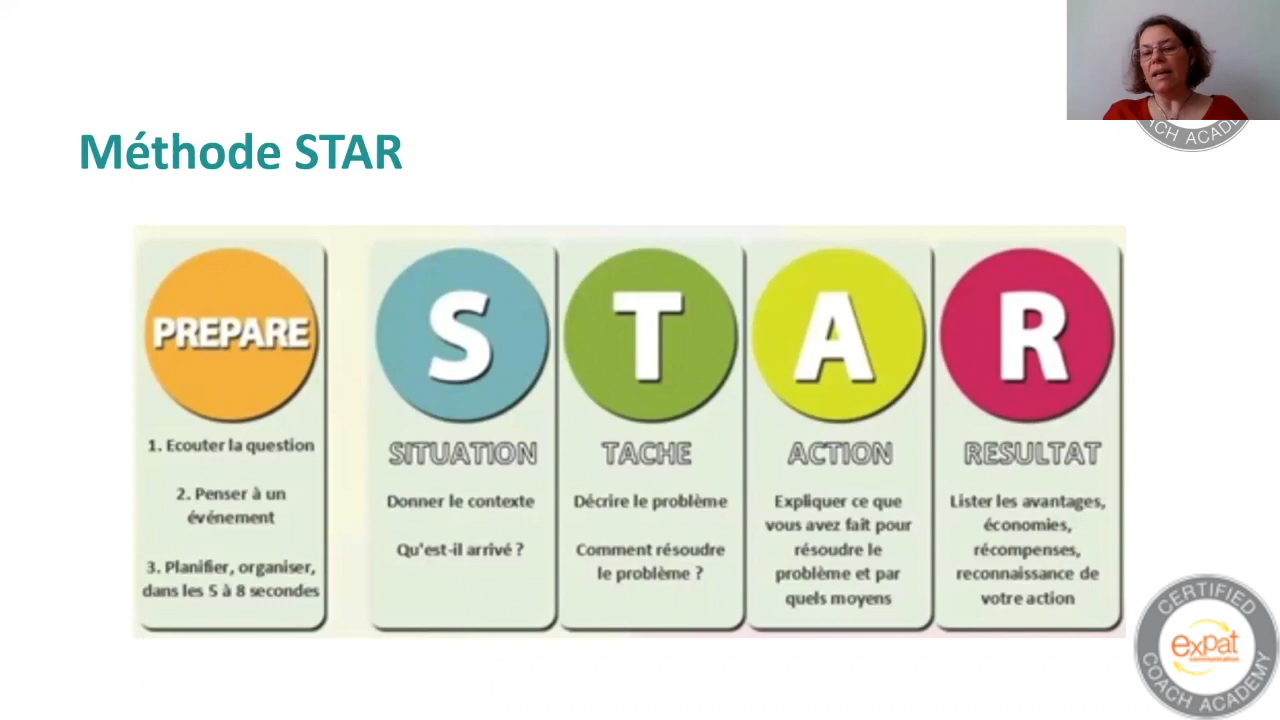 COACH ACADEMY
Méthode STAR
PREPARE
1. Ecouter la question
2. Penser à un
événement
3. Planifier, organiser,
dans les 5 à 8 secondes
S
SITUATION
Donner le contexte
Qu'est-il arrivé ?
T
TACHE
Décrire le problème
Comment résoudre
le problème ?
A
ACTION
Expliquer ce que
vous avez fait pour
résoudre le
problème et par
quels moyens
R
RESULTAT
Lister les avantages,
économies,
récompenses,
reconnaissance de
votre action
CERTIFIED
expat
communication
COACH ACADEMY